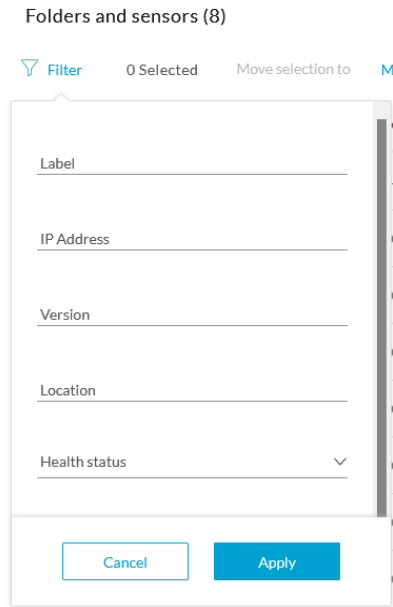 Folders and sensors (8)
Filter 0 Selected Move selection to
Label
IP Address
Version
Location
Health status
Cancel Apply